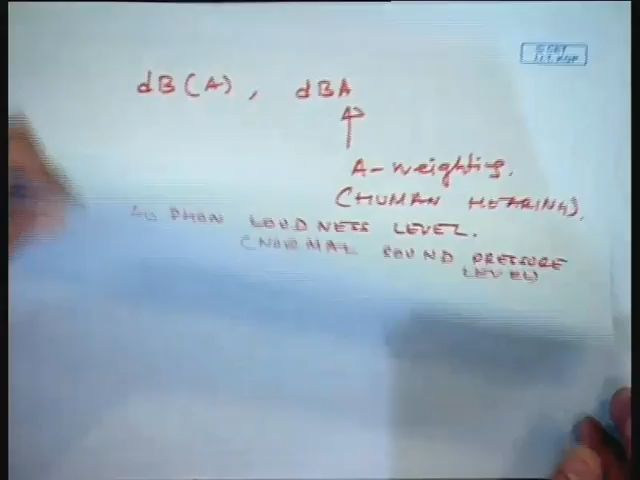 dB(A), dBA
A-weighting.
(HUMAN HEARING).
40 PHON LOUDNESS LEVEL.
(NORMAL SOUND PRESSURE
LEVEL)